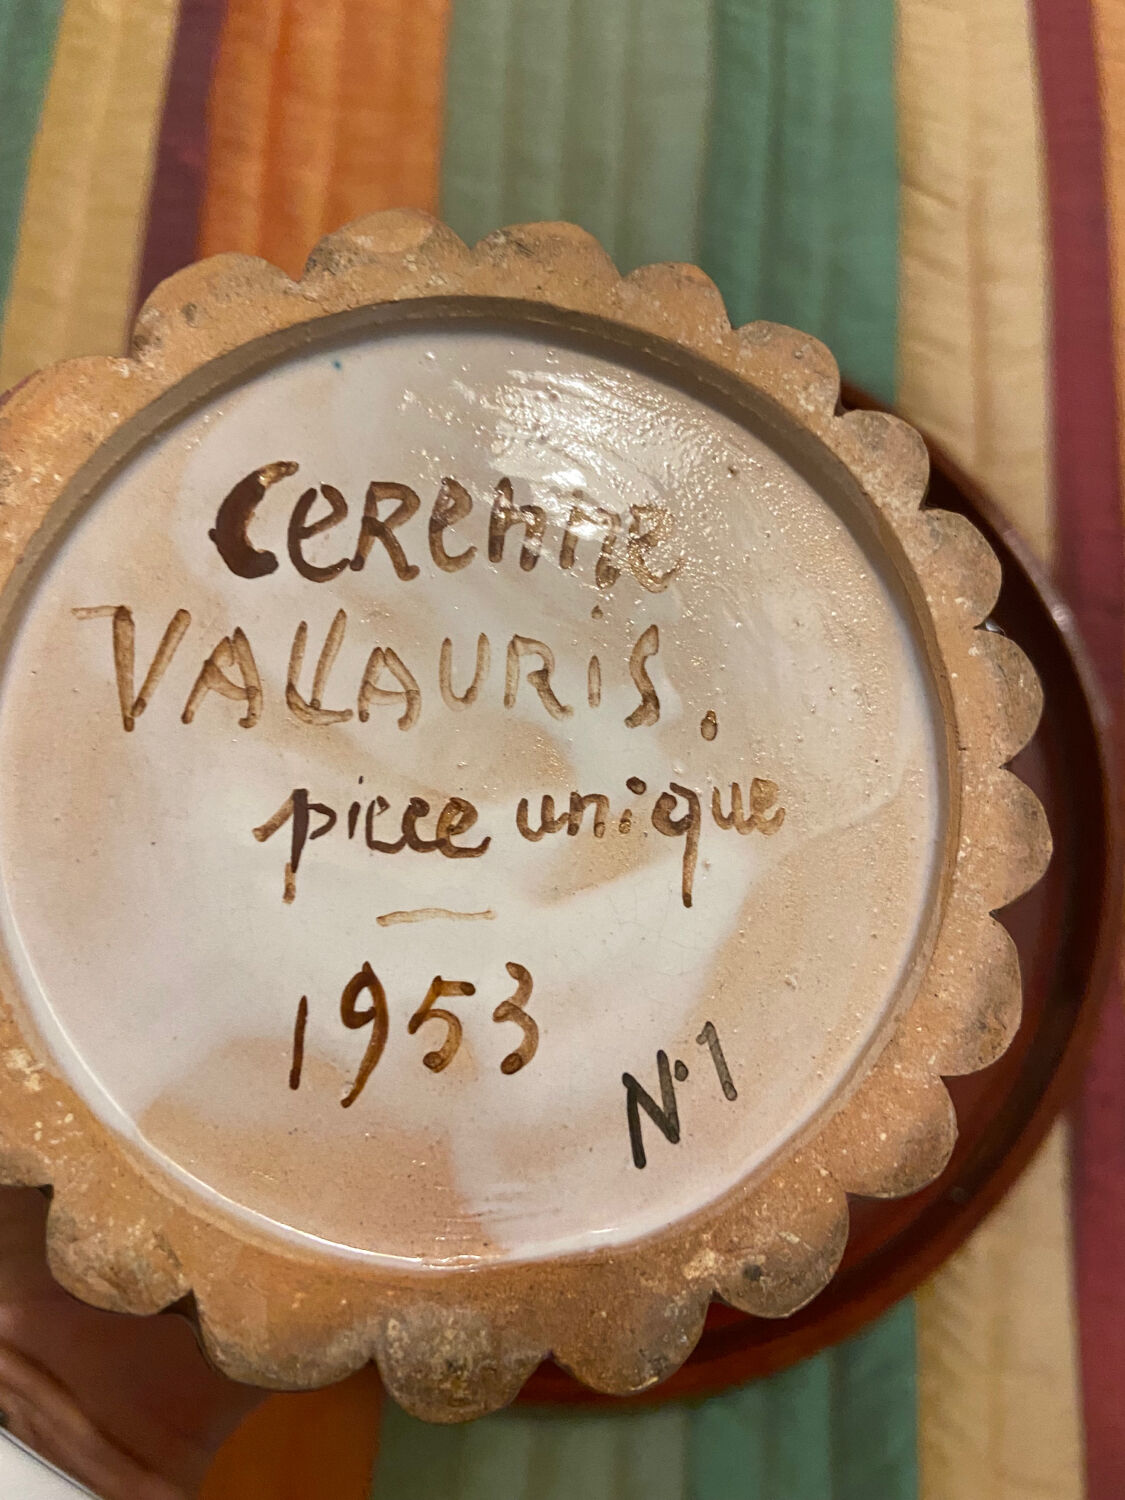 CeRenne
VALLAURiS.
piece unique
1953
N·1